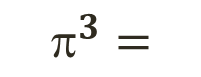 π³ =